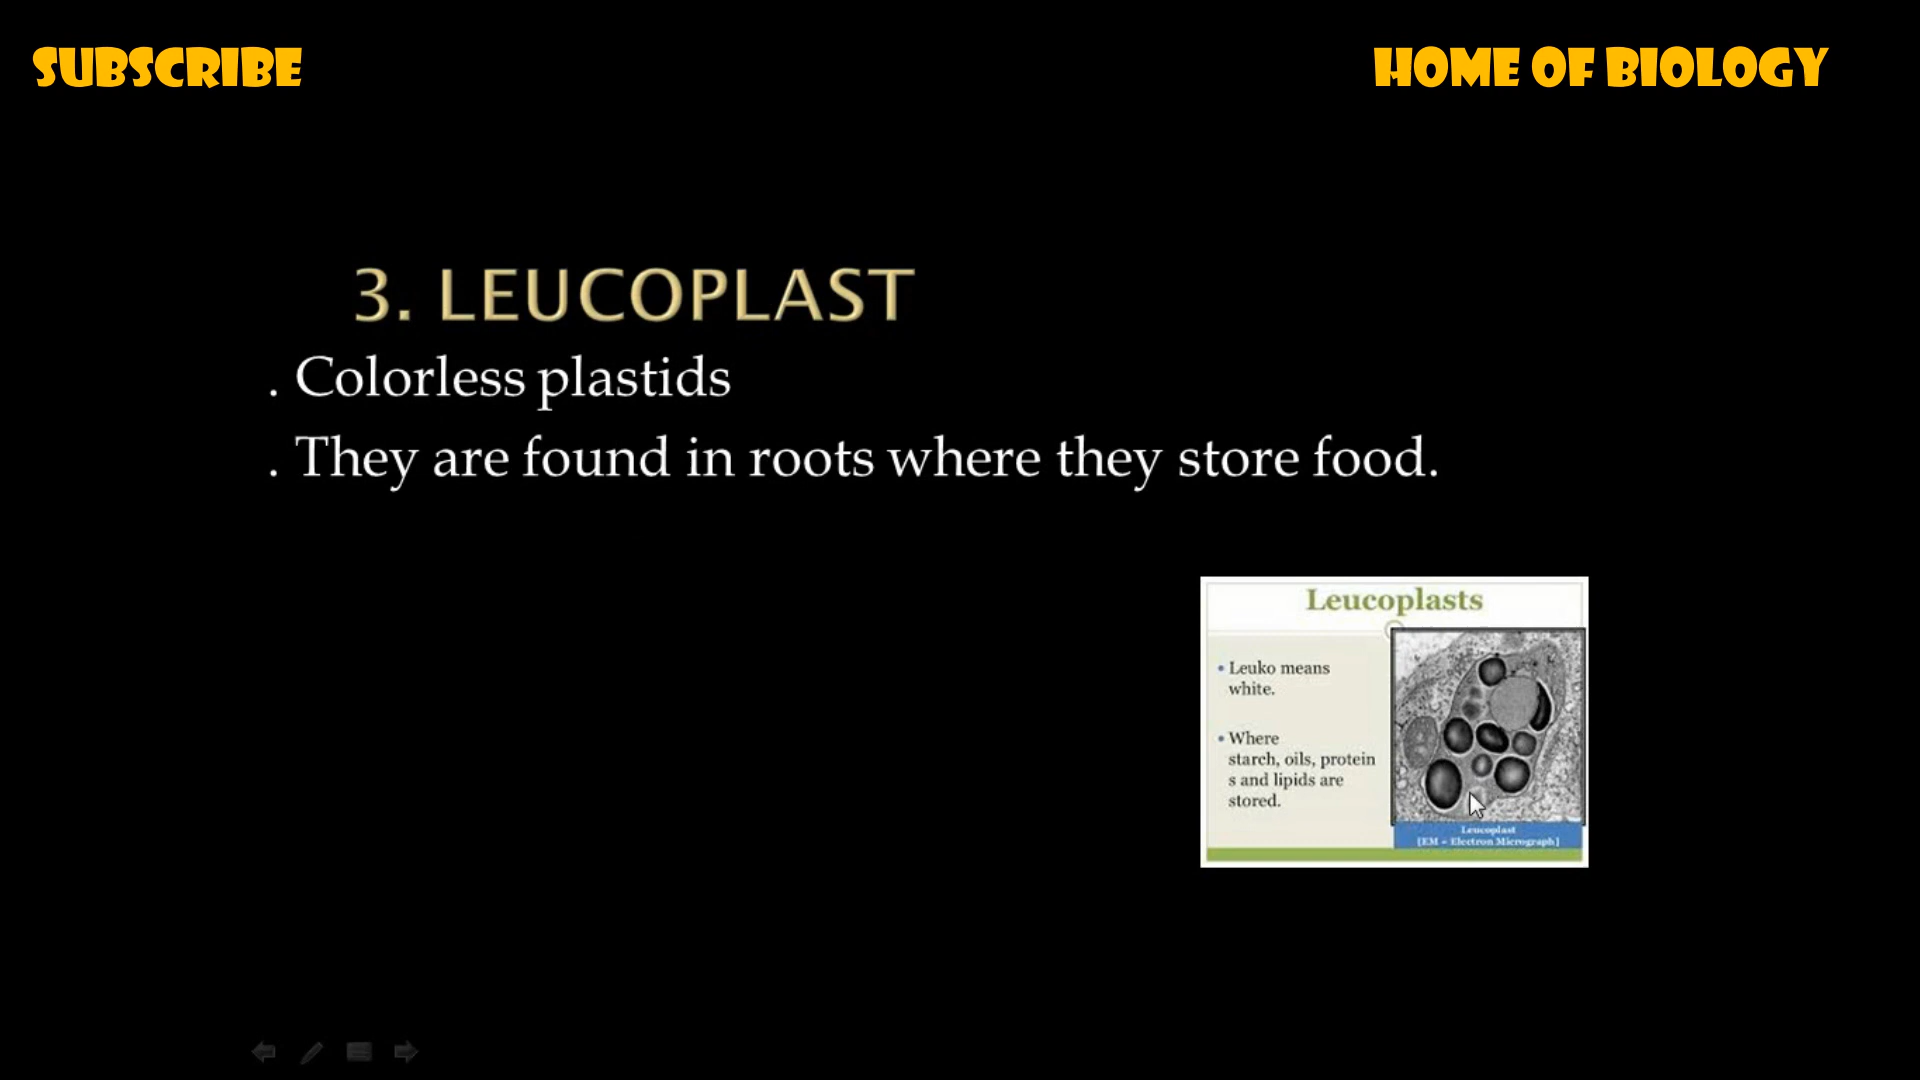 SUBSCRIBE
HOME OF BIOLOGY
3. LEUCOPLAST
. Colorless plastids
. They are found in roots where they store food.
Leucoplasts
• Leuko means
white.
• Where
starch, oils, protein
s and lipids are
stored.
Leucoplast
[EM = Electron Micrograph]